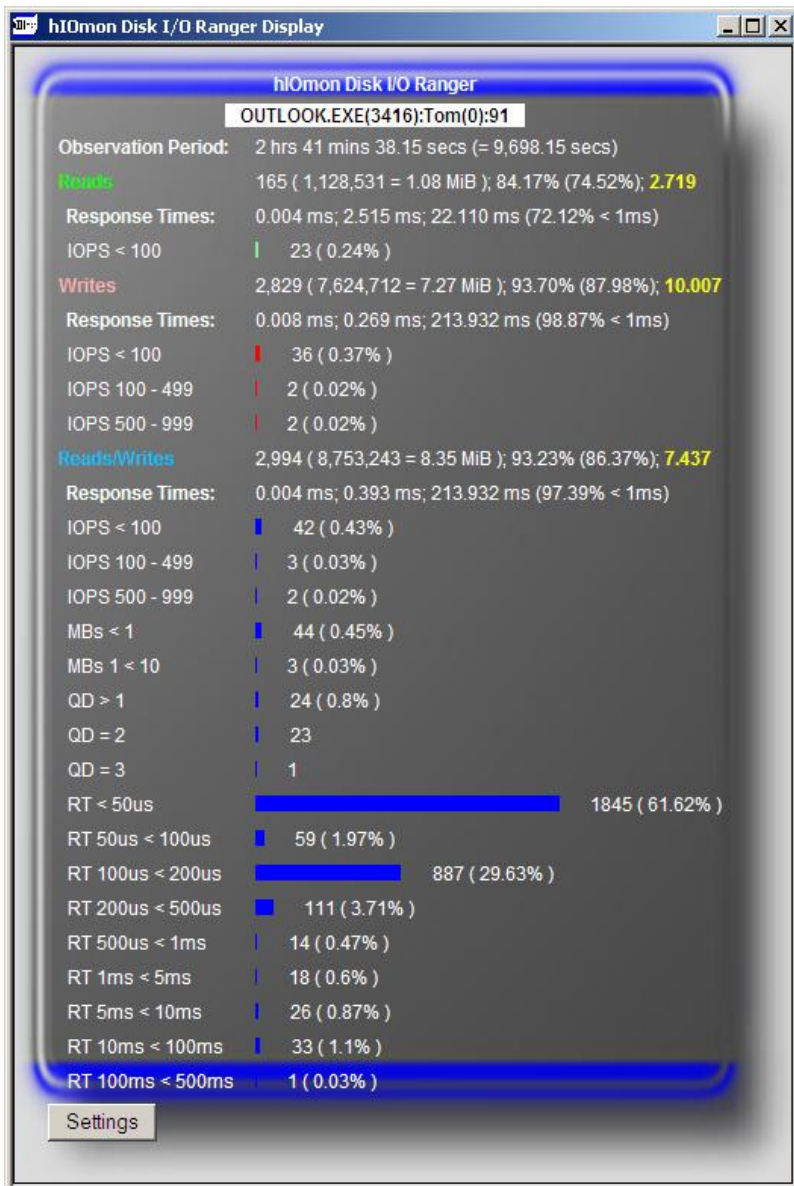 hIOmon Disk I/O Ranger Display
hIOmon Disk I/O Ranger
OUTLOOK.EXE(3416):Tom(0):91
Observation Period: 2 hrs 41 mins 38.15 secs (= 9,698.15 secs)
Reads 165 ( 1,128,531 = 1.08 MiB ); 84.17% (74.52%); 2.719
Response Times: 0.004 ms; 2.515 ms; 22.110 ms (72.12% < 1ms)
IOPS < 100 23 ( 0.24% )
Writes 2,829 ( 7,624,712 = 7.27 MiB ); 93.70% (87.98%); 10.007
Response Times: 0.008 ms; 0.269 ms; 213.932 ms (98.87% < 1ms)
IOPS < 100 36 ( 0.37% )
IOPS 100 - 499 2 ( 0.02% )
IOPS 500 - 999 2 ( 0.02% )
Reads/Writes 2,994 ( 8,753,243 = 8.35 MiB ); 93.23% (86.37%); 7.437
Response Times: 0.004 ms; 0.393 ms; 213.932 ms (97.39% < 1ms)
IOPS < 100 42 ( 0.43% )
IOPS 100 - 499 3 ( 0.03% )
IOPS 500 - 999 2 ( 0.02% )
MBs < 1 44 ( 0.45% )
MBs 1 < 10 3 ( 0.03% )
QD > 1 24 ( 0.8% )
QD = 2 23
QD = 3 1
RT < 50us 1845 ( 61.62% )
RT 50us < 100us 59 ( 1.97% )
RT 100us < 200us 887 ( 29.63% )
RT 200us < 500us 111 ( 3.71% )
RT 500us < 1ms 14 ( 0.47% )
RT 1ms < 5ms 18 ( 0.6% )
RT 5ms < 10ms 26 ( 0.87% )
RT 10ms < 100ms 33 ( 1.1% )
RT 100ms < 500ms 1 ( 0.03% )
Settings